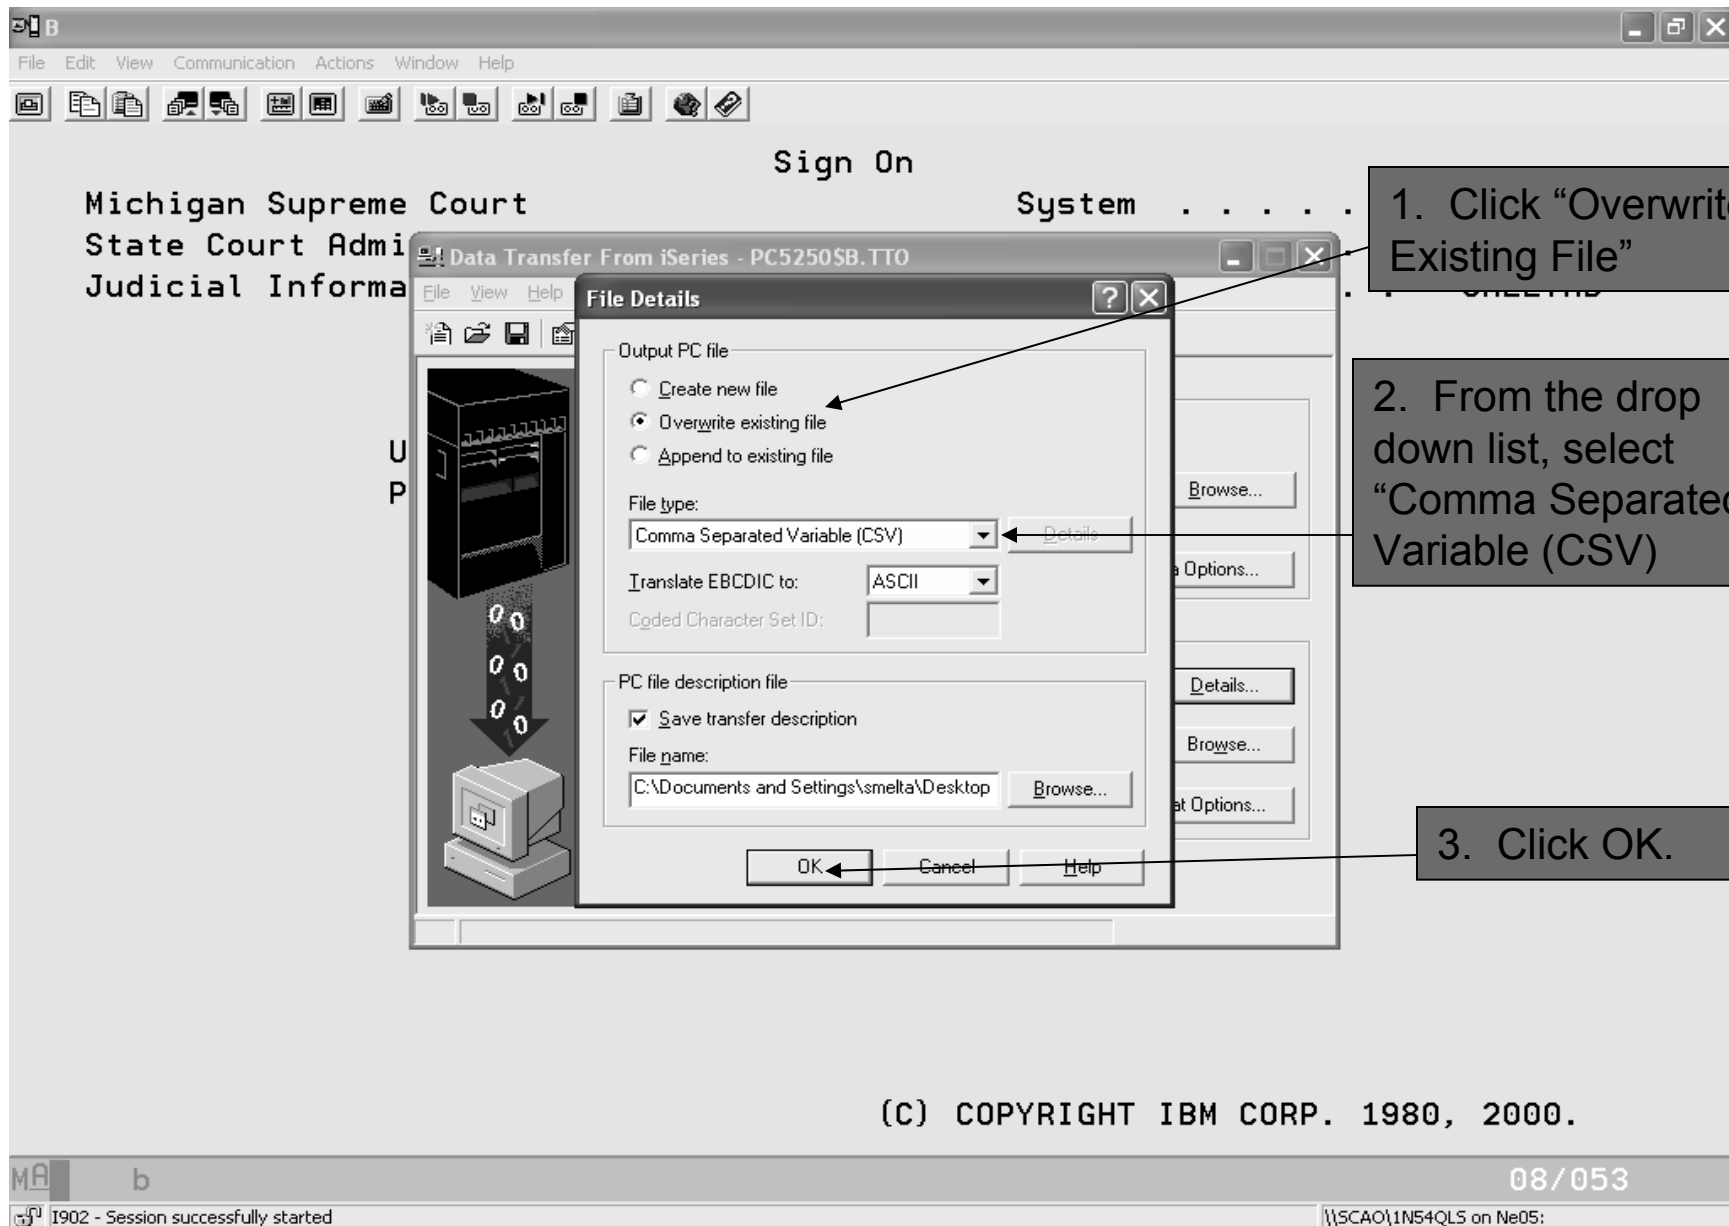 B
File Edit View Communication Actions Window Help
Sign On
Michigan Supreme Court System . . . . .
State Court Admi
Judicial Informa
1. Click “Overwrite
Existing File”
Data Transfer From iSeries - PC5250$B.TTO
File View Help
File Details
Output PC file
Create new file
Overwrite existing file
Append to existing file
2. From the drop
down list, select
“Comma Separated
Variable (CSV)
U
P
File type:
Browse...
Comma Separated Variable (CSV)
Details
Translate EBCDIC to: ASCII
Options...
Coded Character Set ID:
PC file description file
Details...
Save transfer description
File name:
Browse...
C:\Documents and Settings\smelta\Desktop
Browse...
at Options...
3. Click OK.
OK Cancel Help
(C) COPYRIGHT IBM CORP. 1980, 2000.
MA b 08/053
I902 - Session successfully started
\\SCAO\1N54QLS on Ne05: